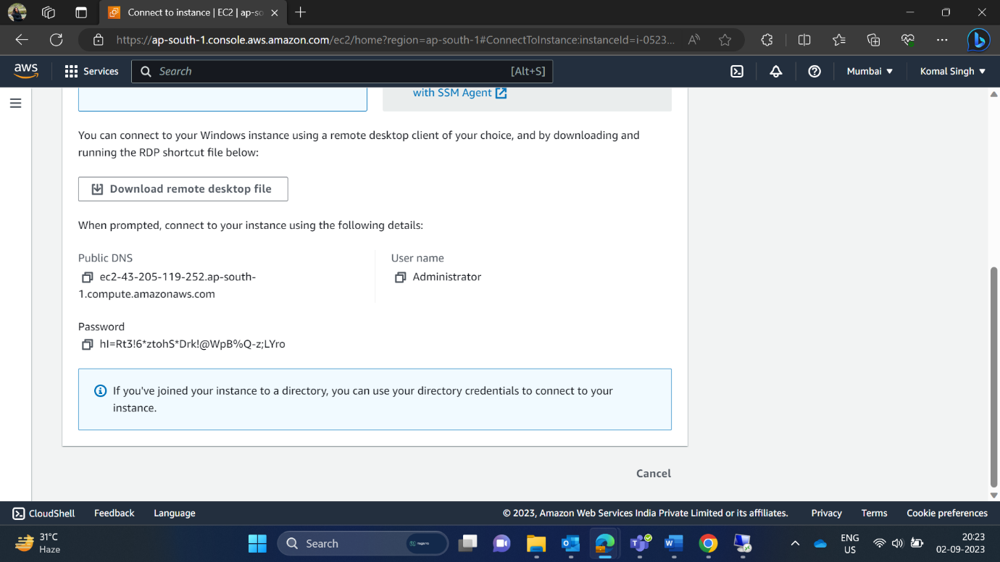 Connect to instance | EC2 | ap-so
https://ap-south-1.console.aws.amazon.com/ec2/home?region=ap-south-1#ConnectToInstance:instanceId=i-0523...
aws
Services
Search
[Alt+S]
Mumbai
Komal Singh
with SSM Agent
You can connect to your Windows instance using a remote desktop client of your choice, and by downloading and
running the RDP shortcut file below:
Download remote desktop file
When prompted, connect to your instance using the following details:
Public DNS
ec2-43-205-119-252.ap-south-
1.compute.amazonaws.com
User name
Administrator
Password
hI=Rt3!6*ztohS*Drk!@WpB%Q-z;LYro
If you've joined your instance to a directory, you can use your directory credentials to connect to your
instance.
Cancel
CloudShell
Feedback
Language
© 2023, Amazon Web Services India Private Limited or its affiliates.
Privacy
Terms
Cookie preferences
31°C
Haze
Search
ENG
US
20:23
02-09-2023